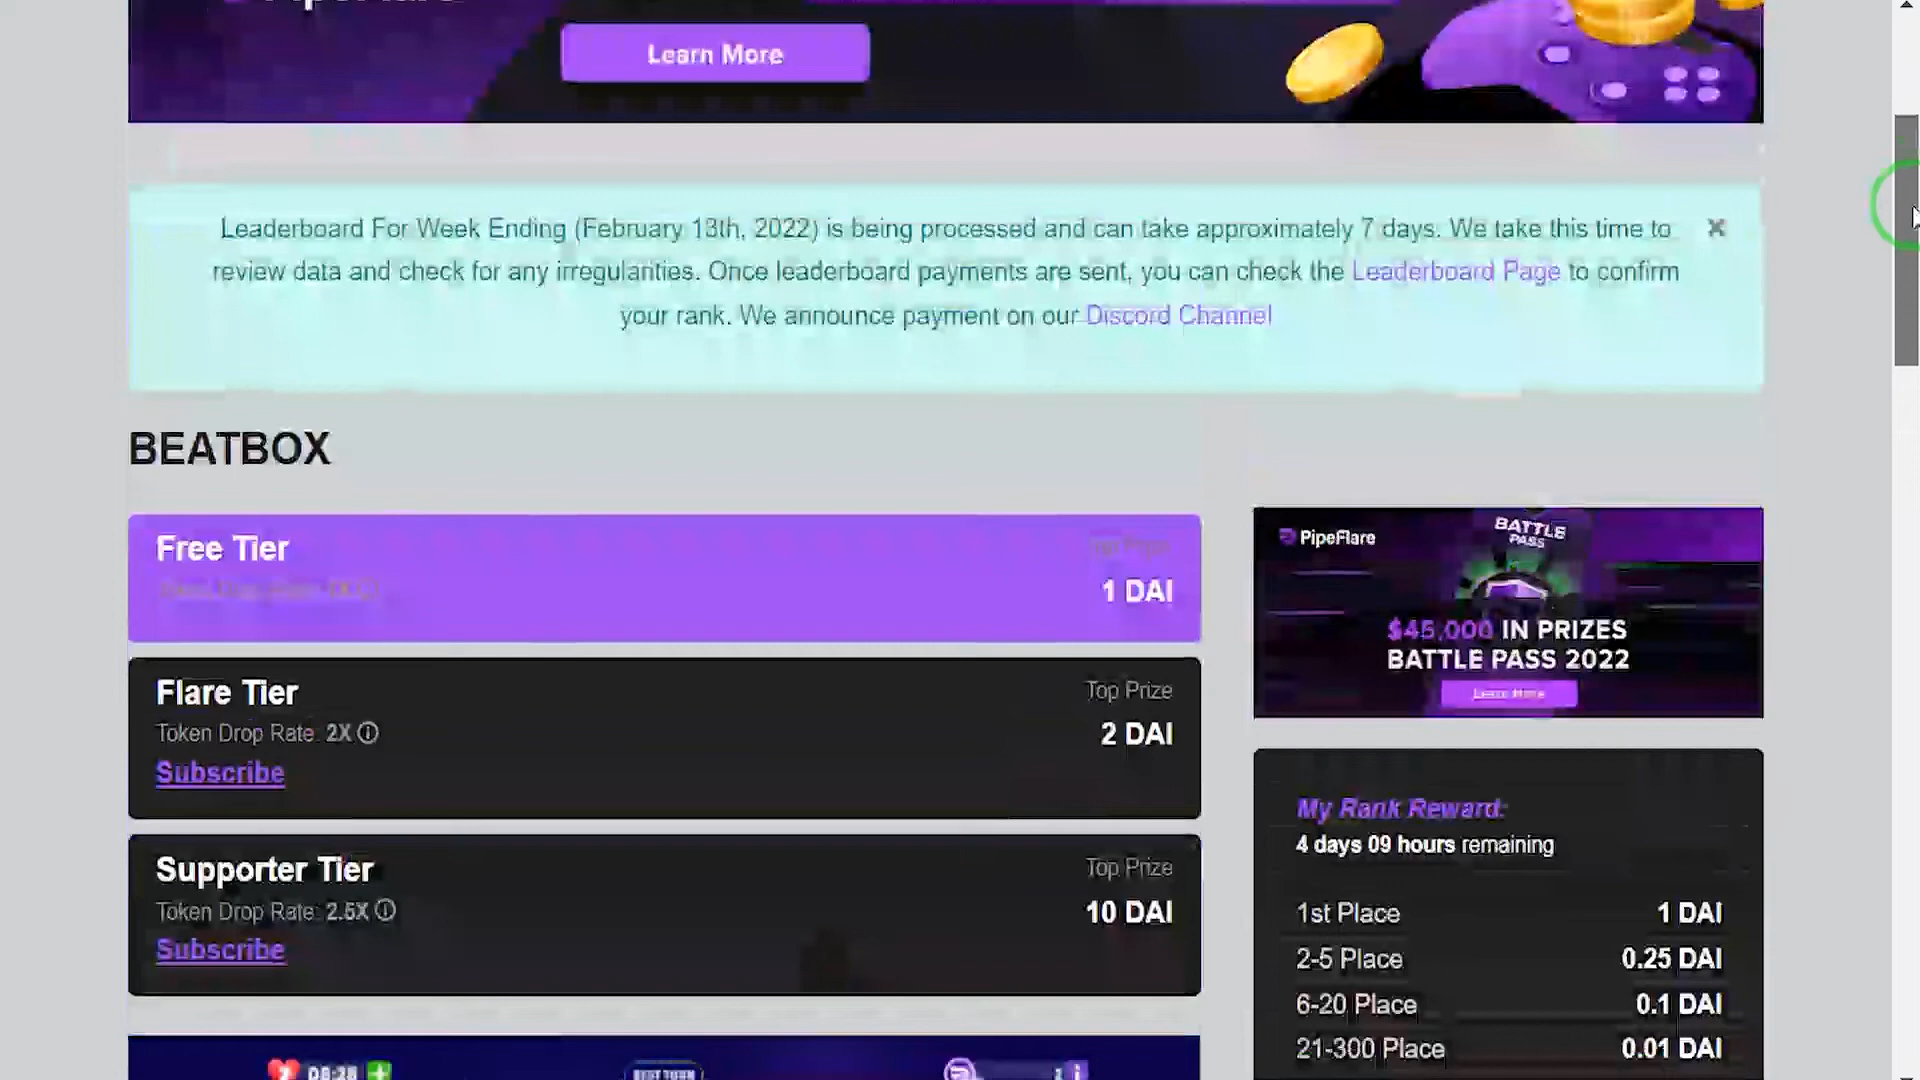 Learn More
Leaderboard For Week Ending (February 13th, 2022) is being processed and can take approximately 7 days. We take this time to
review data and check for any irregularities. Once leaderboard payments are sent, you can check the Leaderboard Page to confirm
your rank. We announce payment on our Discord Channel
BEATBOX
Free Tier
1 DAI
Flare Tier
Top Prize
Token Drop Rate: 2X
2 DAI
Subscribe
Supporter Tier
Top Prize
Token Drop Rate: 2.5X
10 DAI
Subscribe
PipeFlare
BATTLE
PASS
$45,000 IN PRIZES
BATTLE PASS 2022
Learn More
My Rank Reward:
4 days 09 hours remaining
1st Place 1 DAI
2-5 Place 0.25 DAI
6-20 Place 0.1 DAI
21-300 Place 0.01 DAI